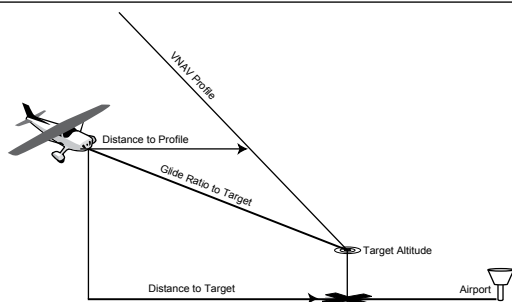 VNAV Profile
Distance to Profile
Glide Ratio to Target
Target Altitude
Distance to Target
Airport